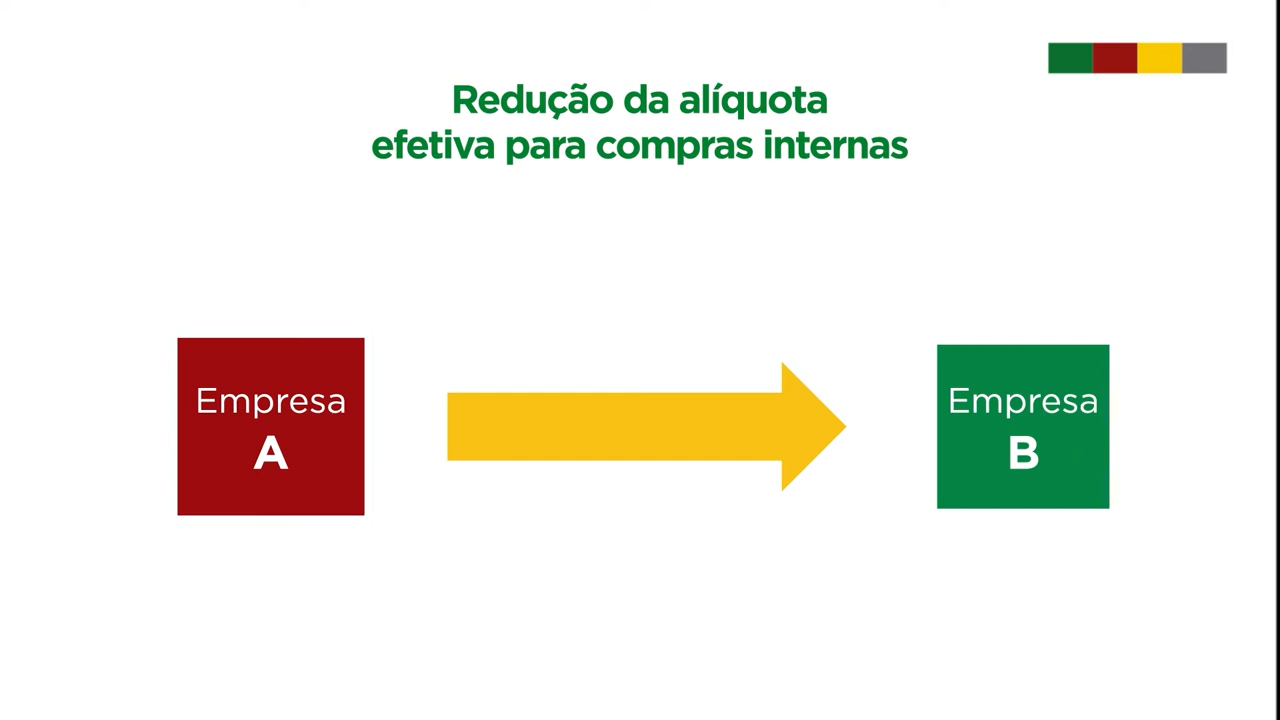 Redução da alíquota
efetiva para compras internas
Empresa
A
Empresa
B